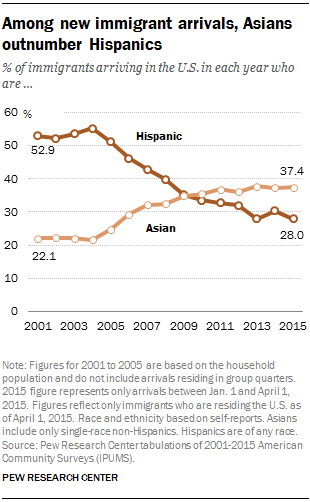 Among new immigrant arrivals, Asians
outnumber Hispanics
% of immigrants arriving in the U.S. in each year who
are ...
60 %
50
40
30
20
10
0
Hispanic
52.9
37.4
Asian
22.1
28.0
2001 2003 2005 2007 2009 2011 2013 2015
Note: Figures for 2001 to 2005 are based on the household
population and do not include arrivals residing in group quarters.
2015 figure represents only arrivals between Jan. 1 and April 1,
2015. Figures reflect only immigrants who are residing the U.S. as
of April 1, 2015. Race and ethnicity based on self-reports. Asians
include only single-race non-Hispanics. Hispanics are of any race.
Source: Pew Research Center tabulations of 2001-2015 American
Community Surveys (IPUMS).
PEW RESEARCH CENTER